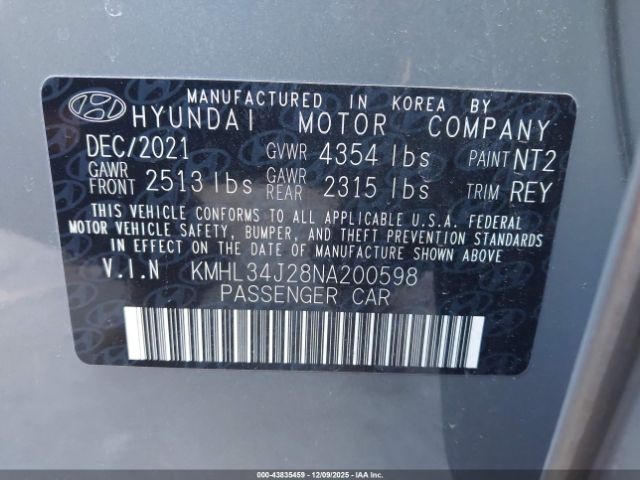 MANUFACTURED IN KOREA BY
HYUNDAI MOTOR COMPANY
DEC/2021 GVWR 4354 lbs PAINT NT2
GAWR FRONT 2513 lbs GAWR REAR 2315 lbs TRIM REY
THIS VEHICLE CONFORMS TO ALL APPLICABLE U.S.A. FEDERAL
MOTOR VEHICLE SAFETY, BUMPER, AND THEFT PREVENTION STANDARDS
IN EFFECT ON THE DATE OF MANUFACTURE SHOWN ABOVE.
V.I.N KMHL34J28NA200598
PASSENGER CAR
000-43835459 - 12/09/2025 - IAAI.COM